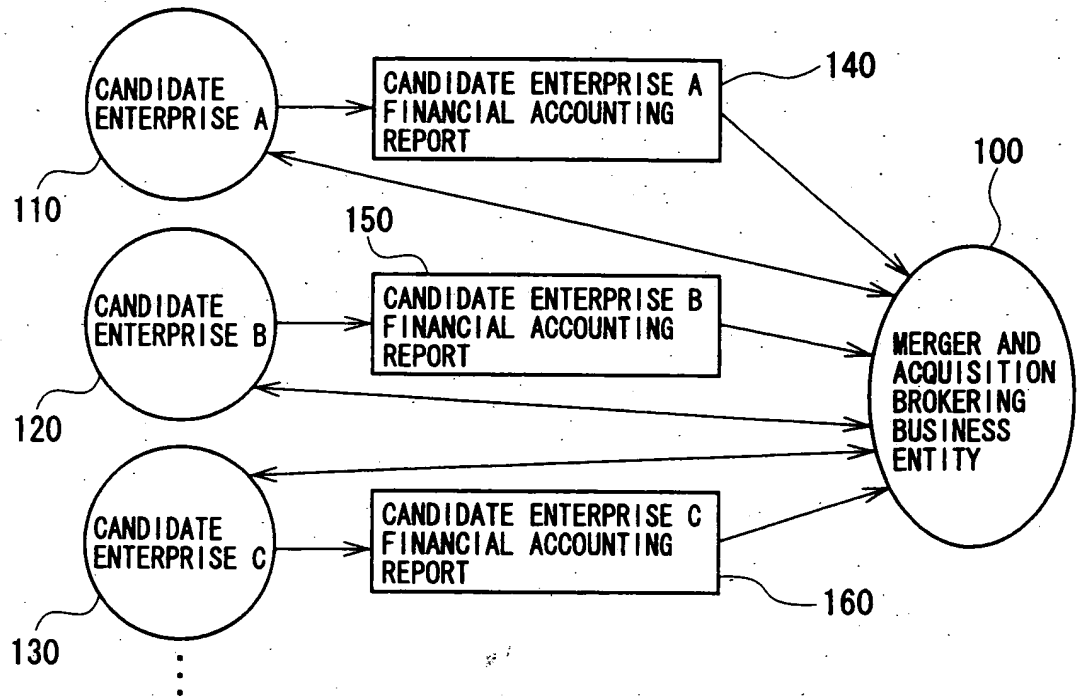 CANDIDATE
ENTERPRISE A
110
CANDIDATE ENTERPRISE A
FINANCIAL ACCOUNTING
REPORT
140
100
CANDIDATE
ENTERPRISE B
120
150
CANDIDATE ENTERPRISE B
FINANCIAL ACCOUNTING
REPORT
MERGER AND
ACQUISITION
BROKERING
BUSINESS
ENTITY
CANDIDATE
ENTERPRISE C
130
CANDIDATE ENTERPRISE C
FINANCIAL ACCOUNTING
REPORT
160